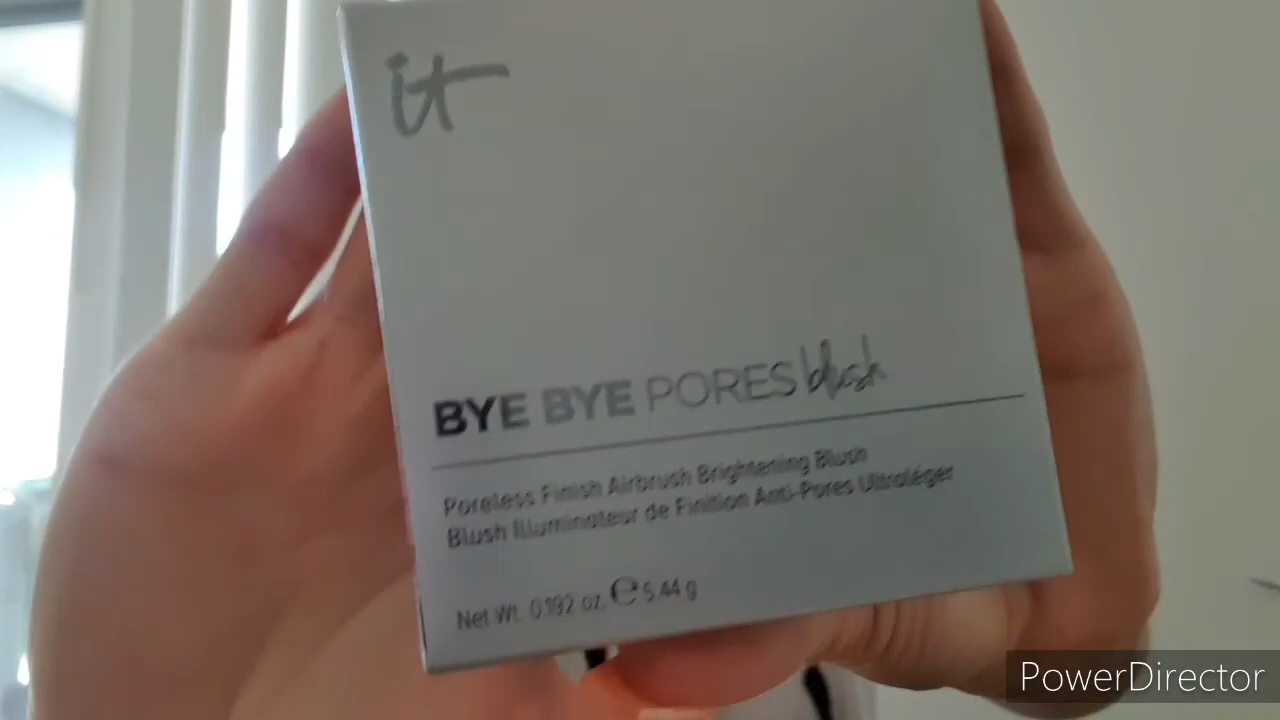 it
BYE BYE PORES blush
Poreless Finish Airbrush Brightening Blush
Blush Illuminateur de Finition Anti-Pores Ultraléger
Net Wt. 0.192 oz. ℮ 5.44 g
PowerDirector